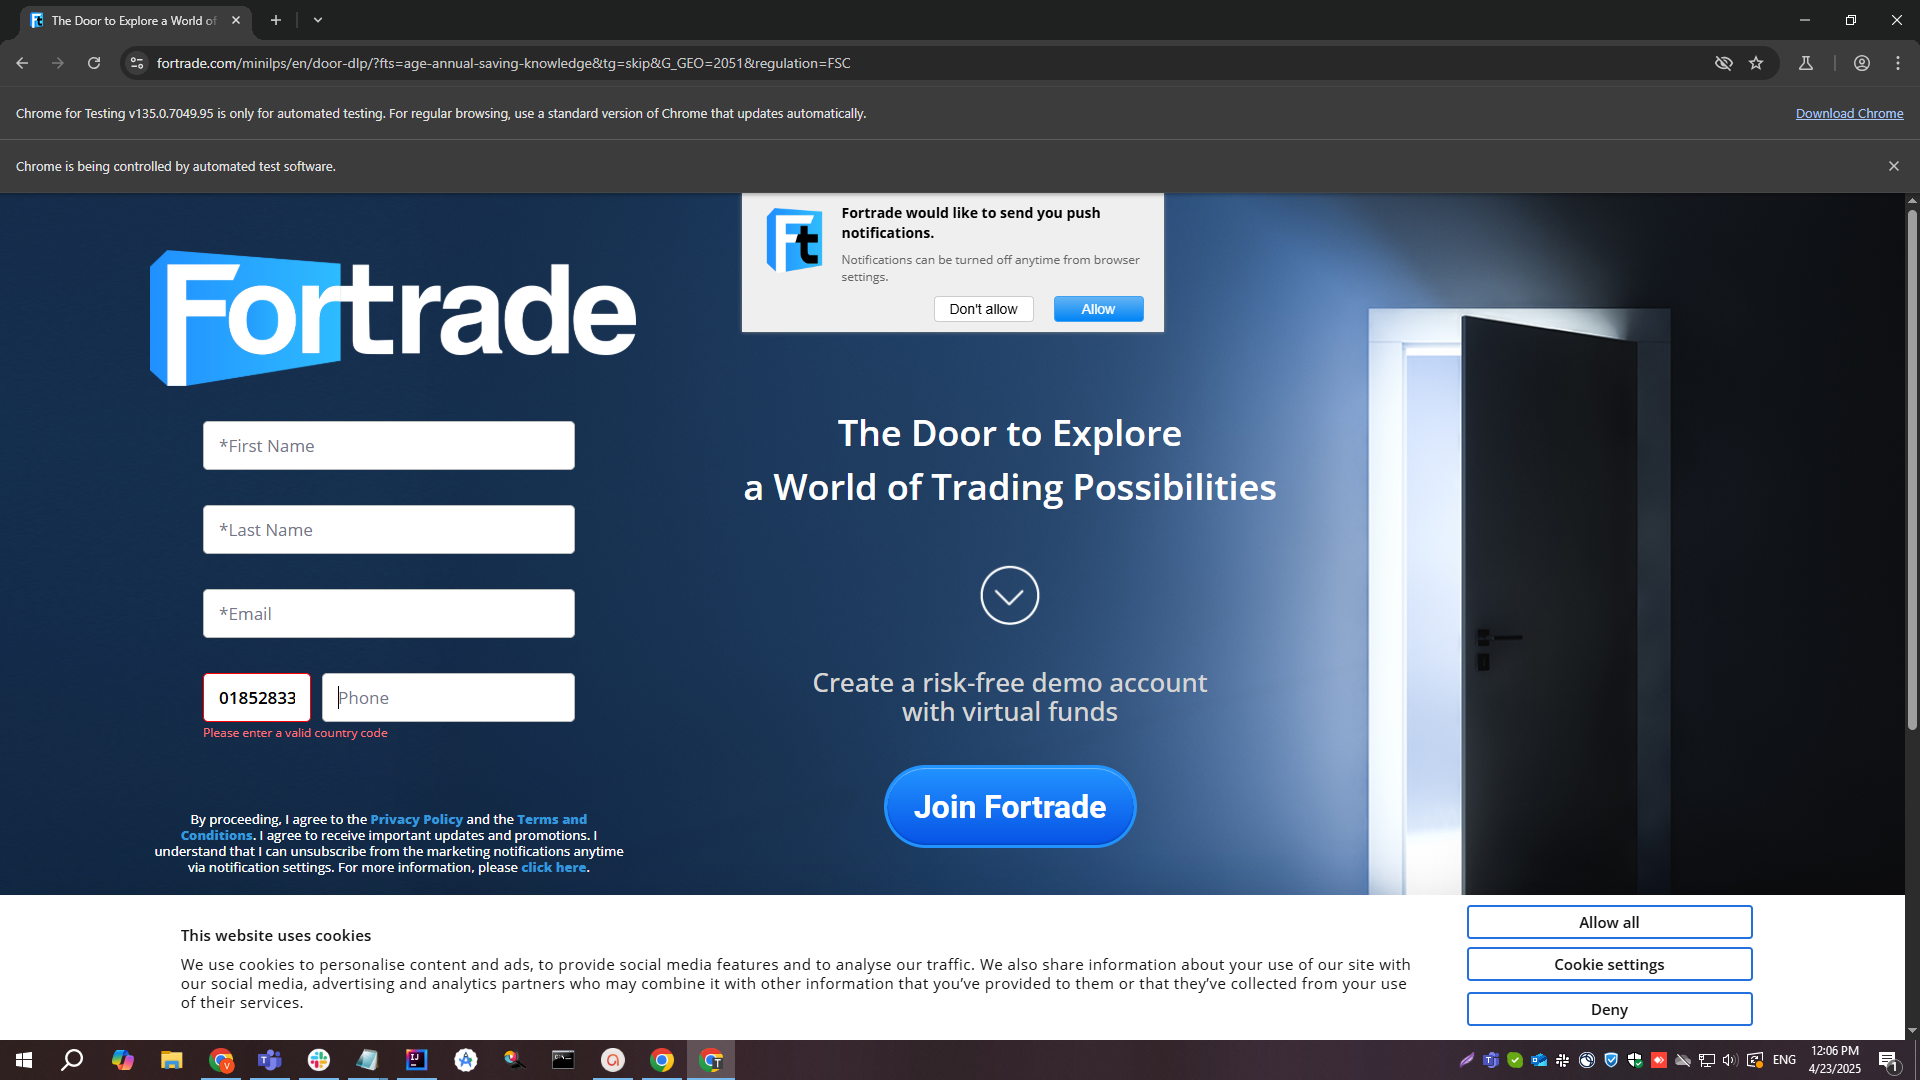 The Door to Explore a World of
fortrade.com/minilps/en/door-dlp/?fts=age-annual-saving-knowledge&tg=skip&G_GEO=2051&regulation=FSC
Chrome for Testing v135.0.7049.95 is only for automated testing. For regular browsing, use a standard version of Chrome that updates automatically.
Download Chrome
Chrome is being controlled by automated test software.
Ft
Fortrade would like to send you push
notifications.
Notifications can be turned off anytime from browser
settings.
Don't allow
Allow
Fortrade
*First Name
*Last Name
*Email
01852833
Phone
Please enter a valid country code
By proceeding, I agree to the Privacy Policy and the Terms and
Conditions. I agree to receive important updates and promotions. I
understand that I can unsubscribe from the marketing notifications anytime
via notification settings. For more information, please click here.
The Door to Explore
a World of Trading Possibilities
Create a risk-free demo account
with virtual funds
Join Fortrade
This website uses cookies
We use cookies to personalise content and ads, to provide social media features and to analyse our traffic. We also share information about your use of our site with
our social media, advertising and analytics partners who may combine it with other information that you've provided to them or that they've collected from your use
of their services.
Allow all
Cookie settings
Deny
ENG
12:06 PM
4/23/2025
1